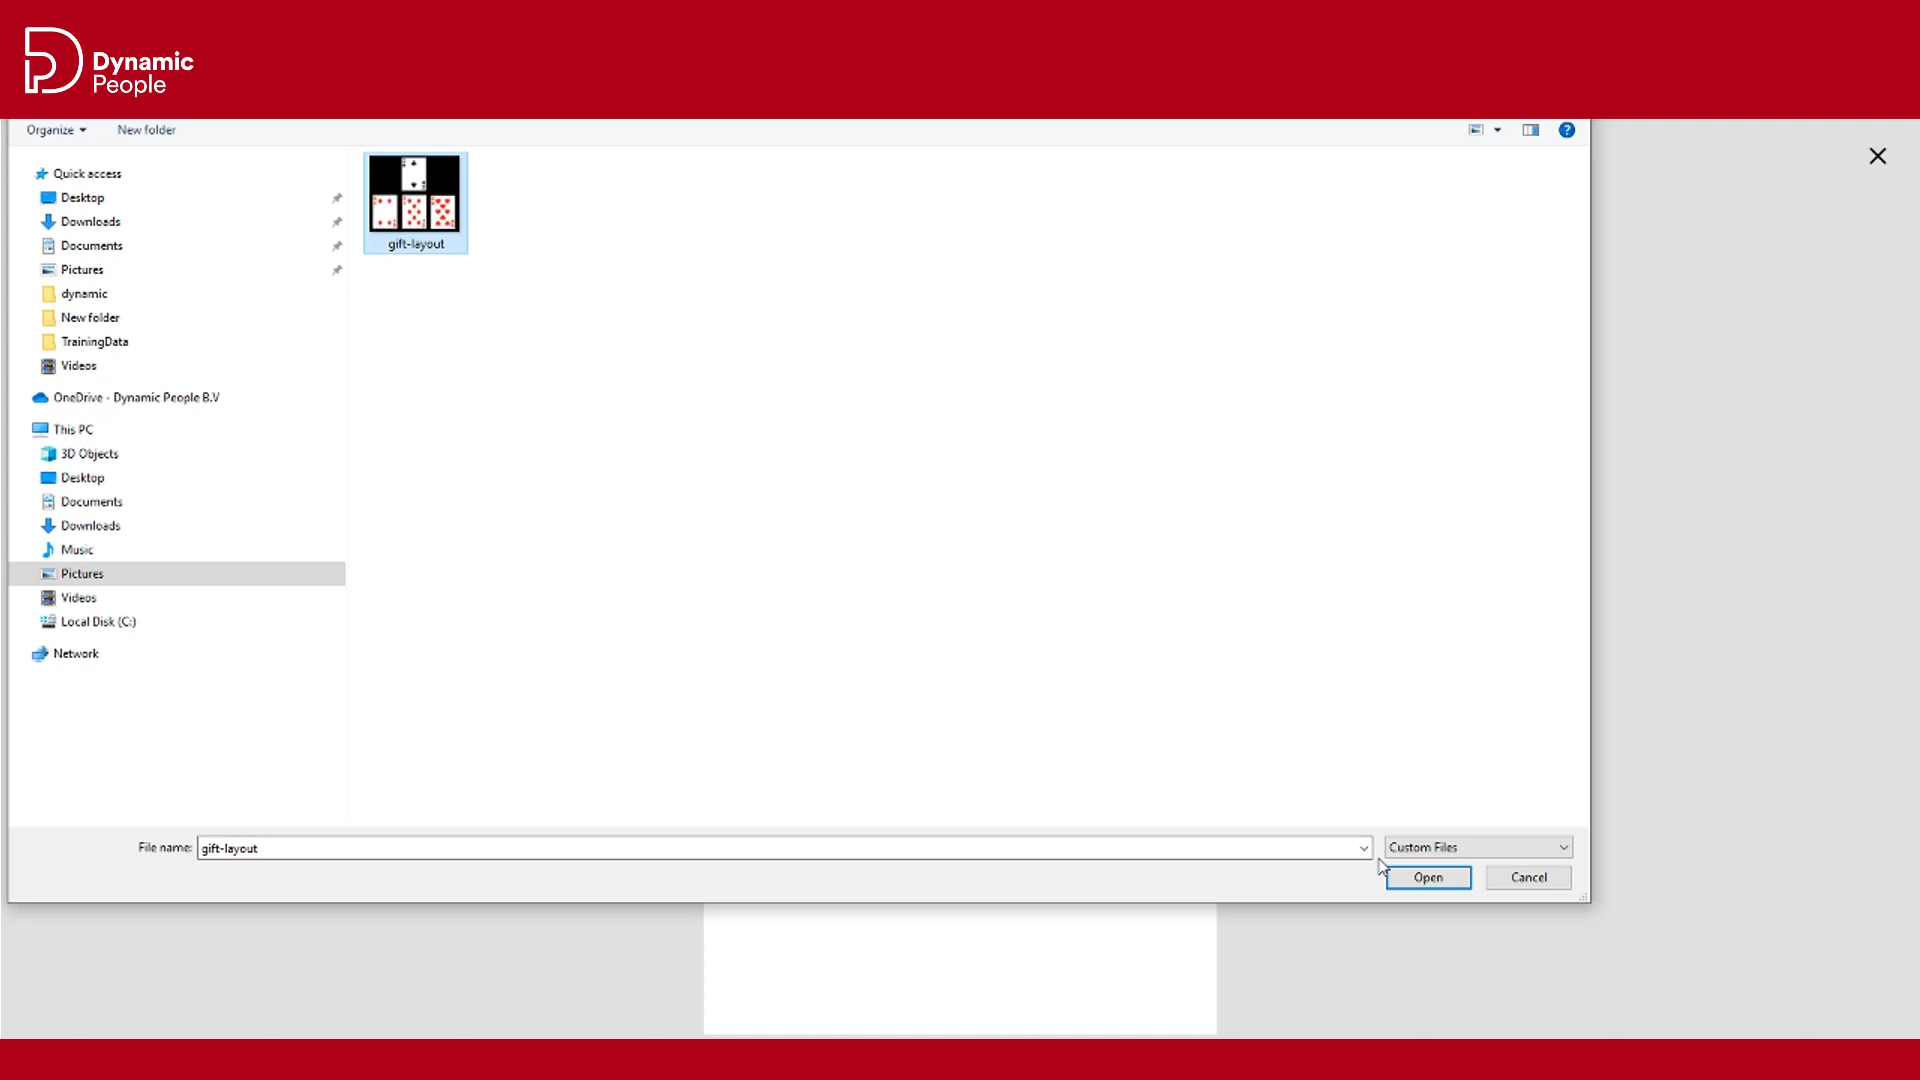 Dynamic
People
Organize
New folder
Quick access
Desktop
Downloads
Documents
Pictures
dynamic
New folder
TrainingData
Videos
OneDrive - Dynamic People B.V
This PC
3D Objects
Desktop
Documents
Downloads
Music
Pictures
Videos
Local Disk (C:)
Network
gift-layout
File name: gift-layout
Custom Files
Open Cancel